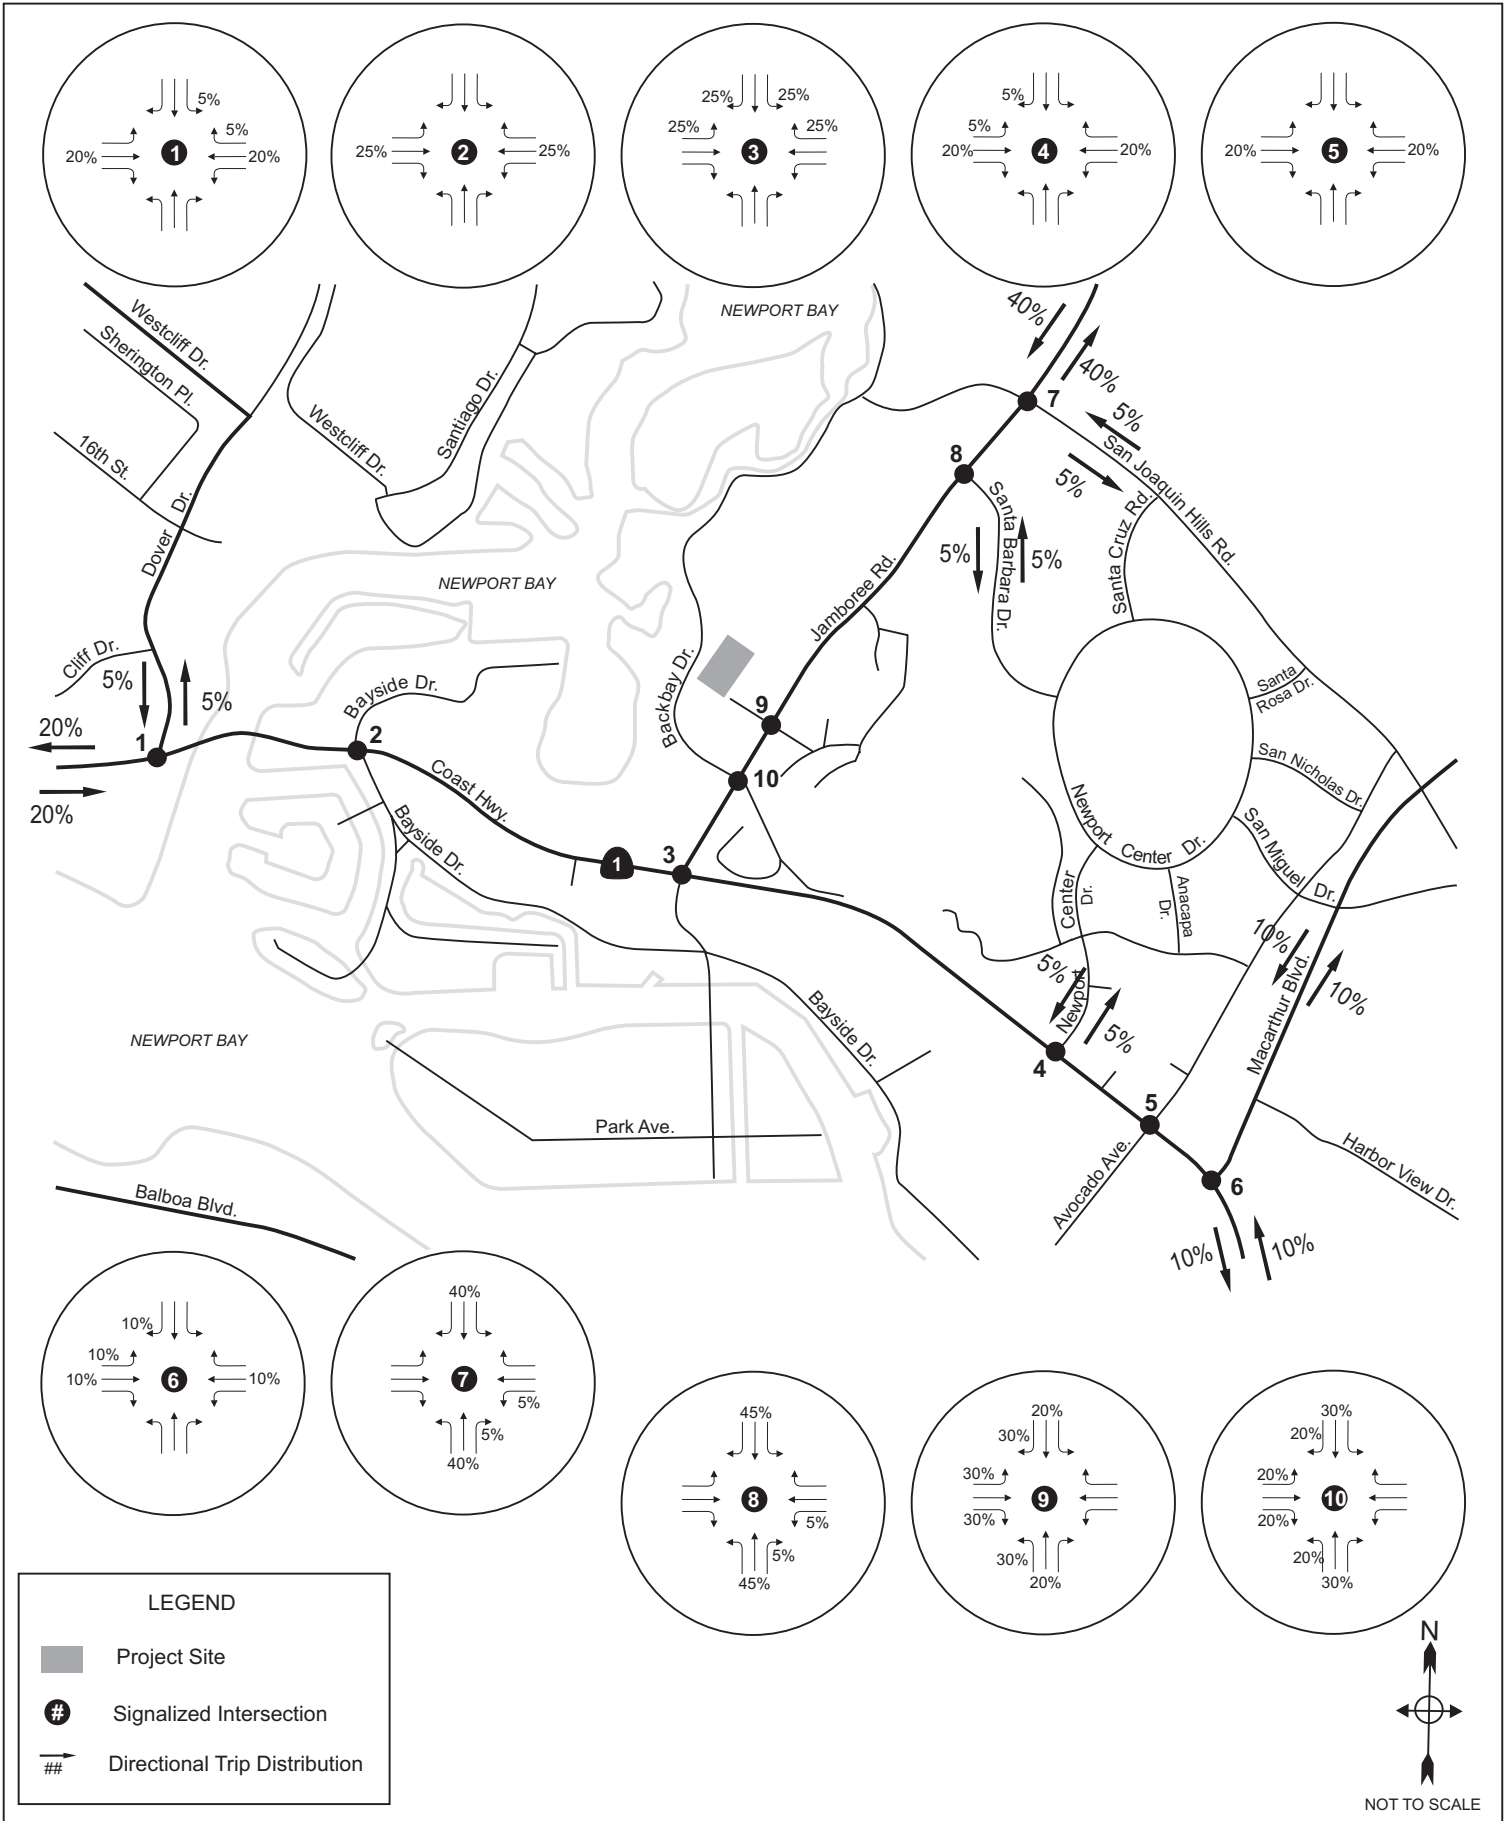 5%
5%
20%
1
20%
25%
2
25%
25%
25%
25%
25%
3
5%
5%
20%
4
20%
20%
5
20%
NEWPORT BAY
Westcliff Dr.
Sherington Pl.
16th St.
Dover Dr.
Cliff Dr.
Westcliff Dr.
Santiago Dr.
40%
40%
7
5%
5%
San Joaquin Hills Rd.
8
Santa Barbara Dr.
5%
5%
Santa Cruz Rd.
NEWPORT BAY
Jamboree Rd.
Backbay Dr.
Bayside Dr.
5%
5%
20%
1
20%
2
9
10
Santa
Rosa Dr.
San Nicholas Dr.
San Miguel Dr.
Newport Center Dr.
Coast Hwy.
Bayside Dr.
1
3
Newport Center Dr.
Anacapa Dr.
10%
10%
Macarthur Blvd.
5%
5%
4
5
6
NEWPORT BAY
Bayside Dr.
Park Ave.
Avocado Ave.
Harbor View Dr.
Balboa Blvd.
10%
10%
10%
10%
10%
6
10%
40%
7
5%
5%
40%
45%
8
5%
5%
45%
20%
30%
30%
9
30%
30%
20%
30%
20%
20%
10
20%
20%
30%
LEGEND
Project Site
# Signalized Intersection
## Directional Trip Distribution
N
NOT TO SCALE